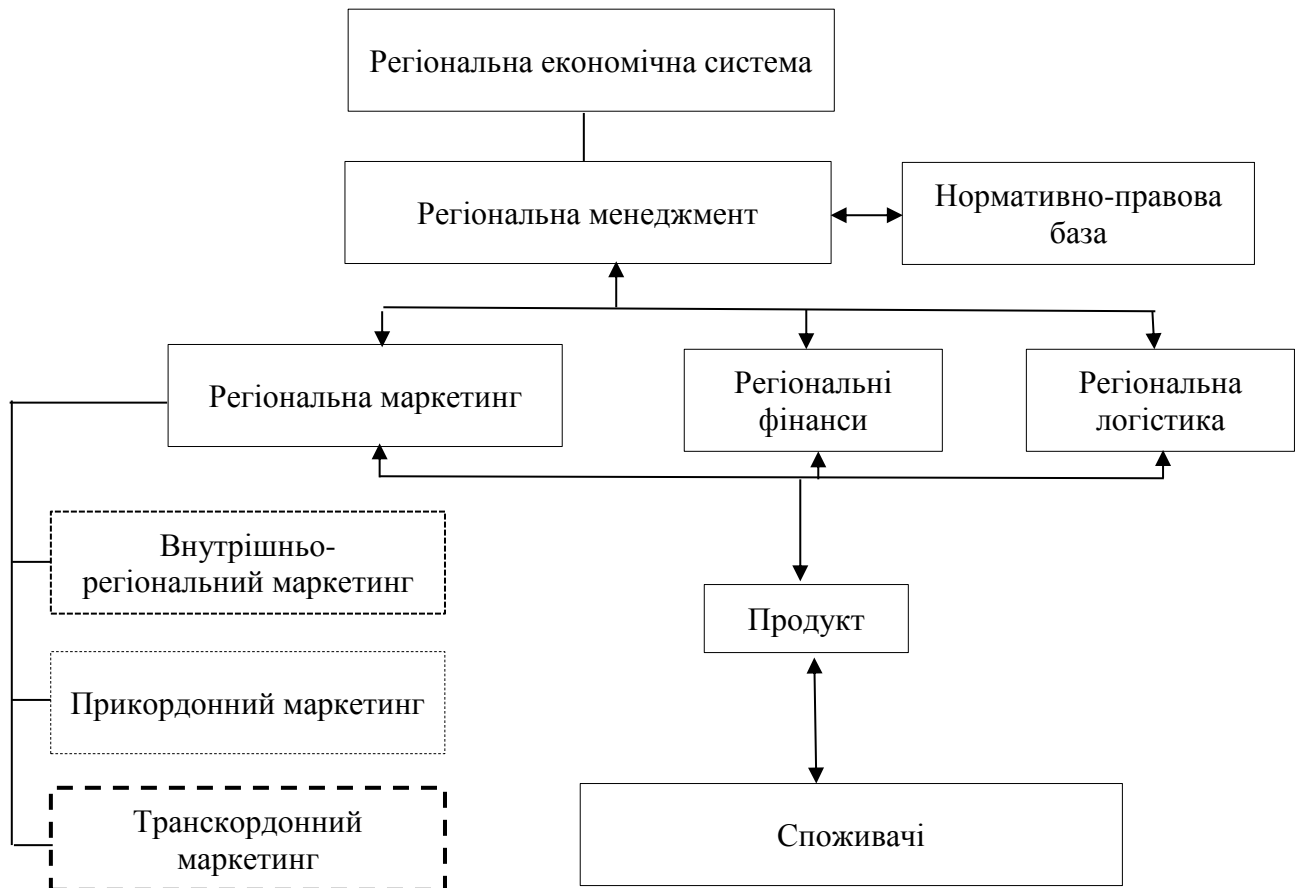 Регіональна економічна система
Регіональна менеджмент
Нормативно-правова
база
Регіональна маркетинг
Регіональні
фінанси
Регіональна
логістика
Внутрішньо-
регіональний маркетинг
Продукт
Прикордонний маркетинг
Транскордонний
маркетинг
Споживачі